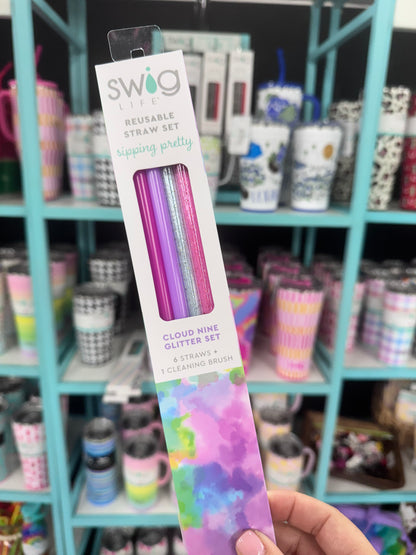 swig
LIFE
REUSABLE
STRAW SET
sipping pretty
CLOUD NINE
GLITTER SET
6 STRAWS +
1 CLEANING BRUSH